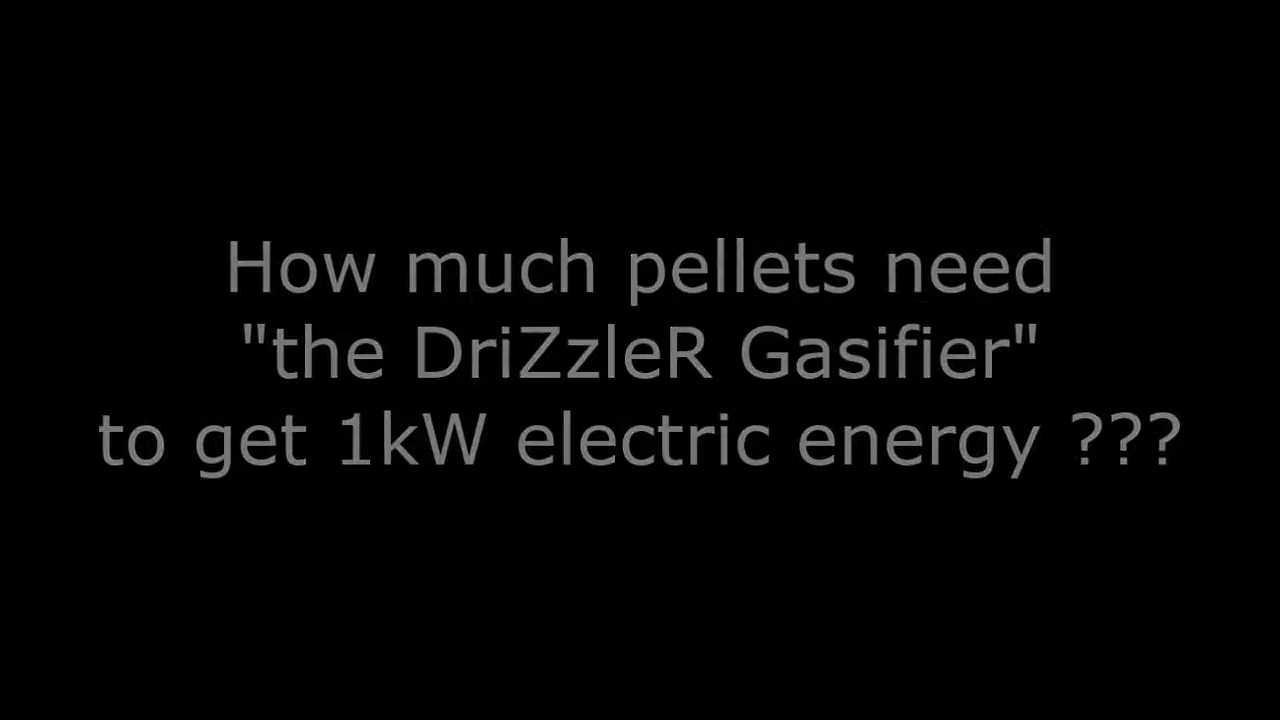 How much pellets need
"the DriZzleR Gasifier"
to get 1kW electric energy ???